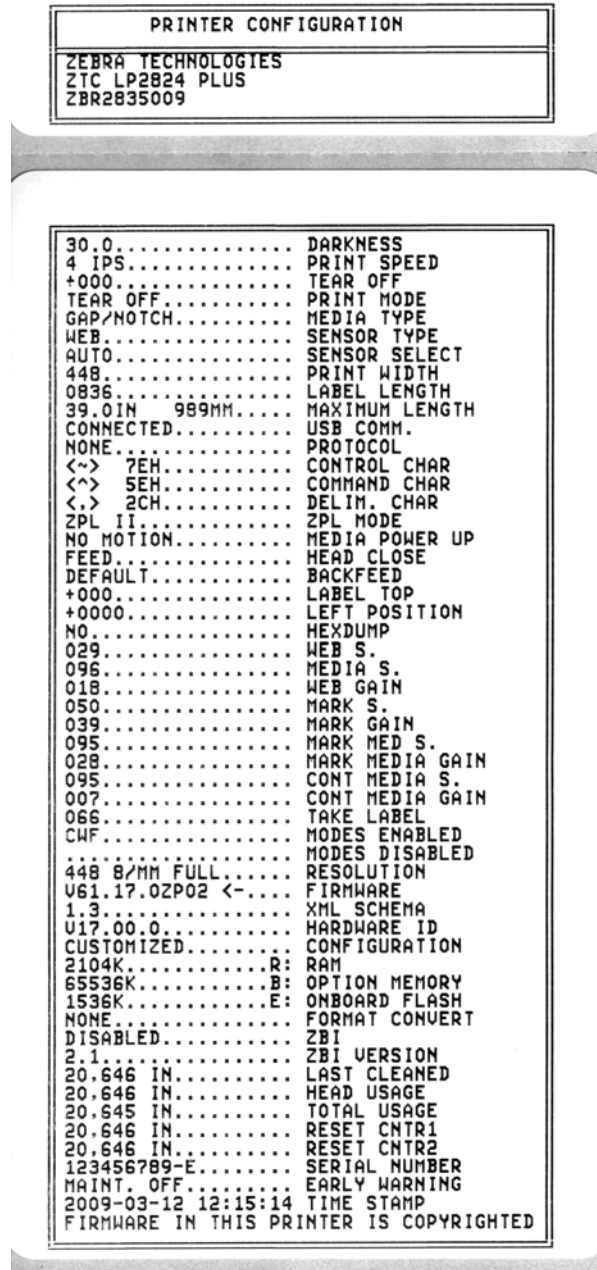 PRINTER CONFIGURATION
ZEBRA TECHNOLOGIES
ZTC LP2824 PLUS
ZBR2835009
30.0............... DARKNESS
4 IPS.............. PRINT SPEED
+000............... TEAR OFF
TEAR OFF........... PRINT MODE
GAP/NOTCH.......... MEDIA TYPE
WEB................ SENSOR TYPE
AUTO............... SENSOR SELECT
448................ PRINT WIDTH
0836............... LABEL LENGTH
39.0IN   989MM..... MAXIMUM LENGTH
CONNECTED.......... USB COMM.
NONE............... PROTOCOL
<~>  7EH........... CONTROL CHAR
<^>  5EH........... COMMAND CHAR
<,>  2CH........... DELIM. CHAR
ZPL II............. ZPL MODE
NO MOTION.......... MEDIA POWER UP
FEED............... HEAD CLOSE
DEFAULT............ BACKFEED
+000............... LABEL TOP
+0000.............. LEFT POSITION
NO................. HEXDUMP
029................ WEB S.
096................ MEDIA S.
018................ WEB GAIN
050................ MARK S.
039................ MARK GAIN
095................ MARK MED S.
028................ MARK MEDIA GAIN
095................ CONT MEDIA S.
007................ CONT MEDIA GAIN
066................ TAKE LABEL
CWF................ MODES ENABLED
................... MODES DISABLED
448 8/MM FULL...... RESOLUTION
V61.17.0ZP02 <-.... FIRMWARE
1.3................ XML SCHEMA
V17.00.0........... HARDWARE ID
CUSTOMIZED......... CONFIGURATION
2104K............R: RAM
65536K...........B: OPTION MEMORY
1536K............E: ONBOARD FLASH
NONE............... FORMAT CONVERT
DISABLED........... ZBI
2.1................ ZBI VERSION
20,646 IN.......... LAST CLEANED
20,646 IN.......... HEAD USAGE
20,645 IN.......... TOTAL USAGE
20,646 IN.......... RESET CNTR1
20,646 IN.......... RESET CNTR2
123456789-E........ SERIAL NUMBER
MAINT. OFF......... EARLY WARNING
2009-03-12 12:15:14 TIME STAMP
FIRMWARE IN THIS PRINTER IS COPYRIGHTED